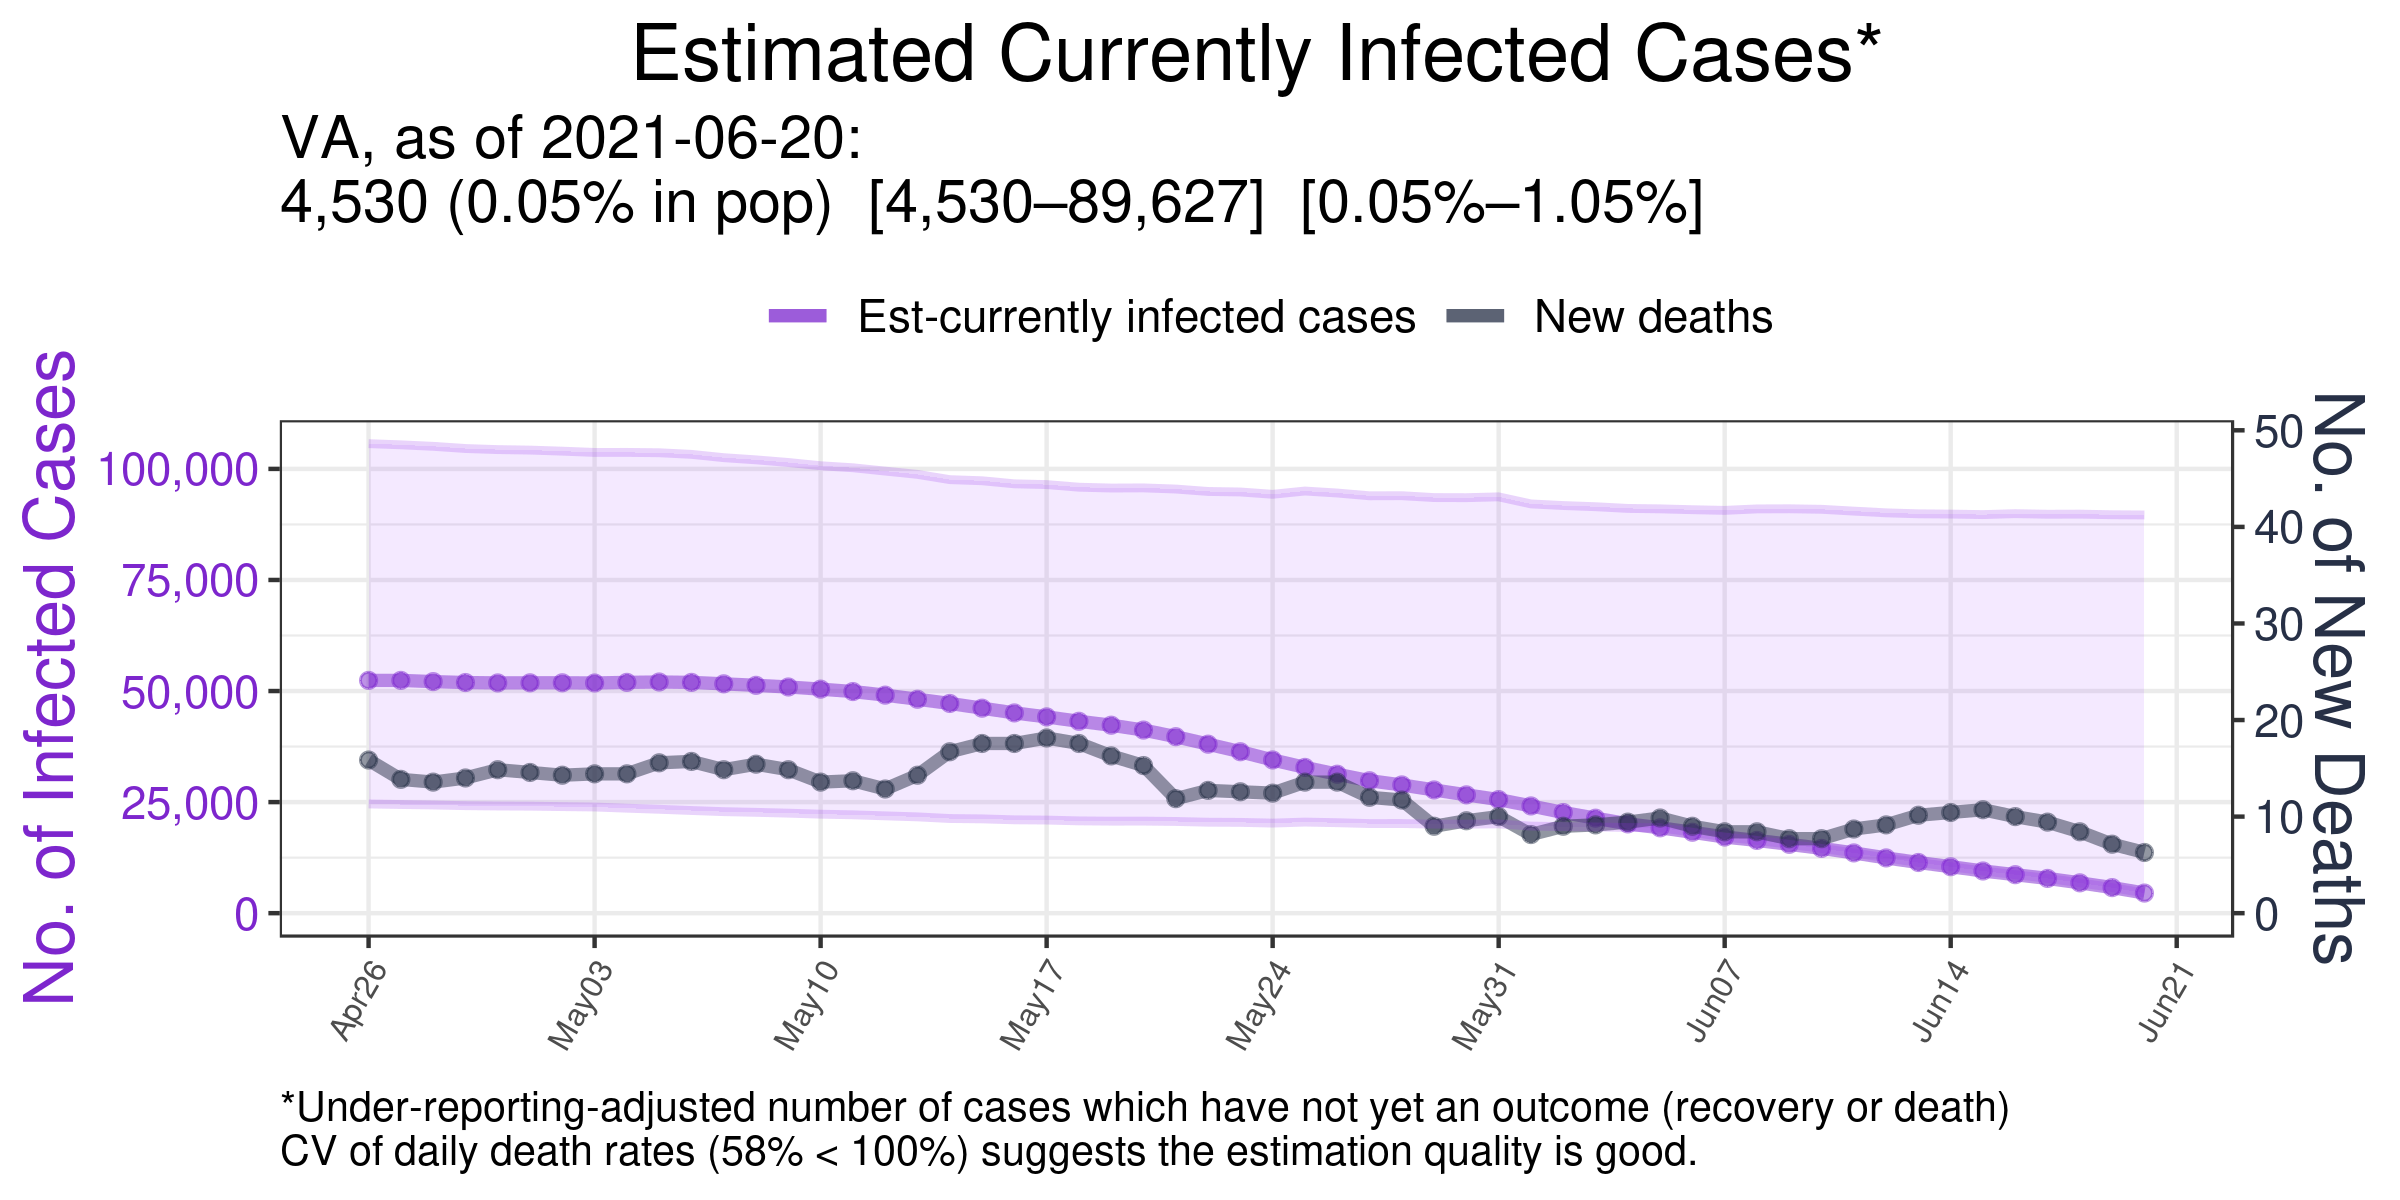 Estimated Currently Infected Cases*
VA, as of 2021-06-20:
4,530 (0.05% in pop)  [4,530–89,627]  [0.05%–1.05%]
Est-currently infected cases
New deaths
No. of Infected Cases
100,000
75,000
50,000
25,000
0
50
40
30
20
10
0
No. of New Deaths
Apr26
May03
May10
May17
May24
May31
Jun07
Jun14
Jun21
*Under-reporting-adjusted number of cases which have not yet an outcome (recovery or death)
CV of daily death rates (58% < 100%) suggests the estimation quality is good.